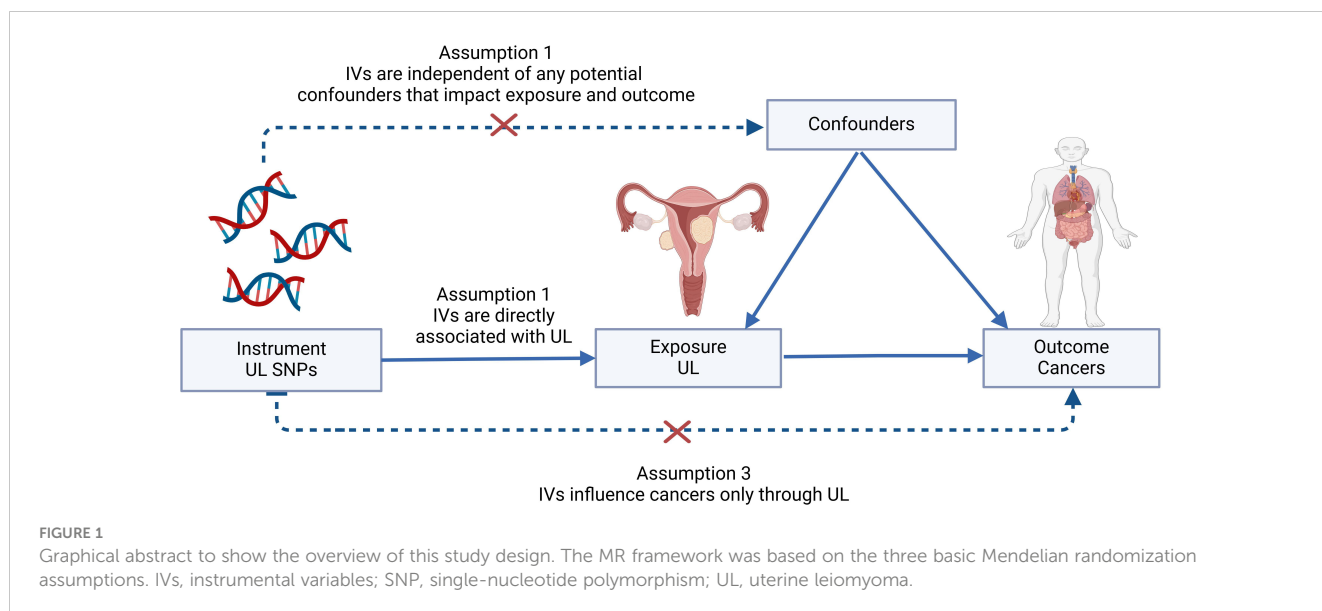 Assumption 1
IVs are independent of any potential
confounders that impact exposure and outcome
Confounders
Assumption 1
IVs are directly
associated with UL
Instrument
UL SNPs
Exposure
UL
Outcome
Cancers
Assumption 3
IVs influence cancers only through UL
FIGURE 1
Graphical abstract to show the overview of this study design. The MR framework was based on the three basic Mendelian randomization
assumptions. IVs, instrumental variables; SNP, single-nucleotide polymorphism; UL, uterine leiomyoma.